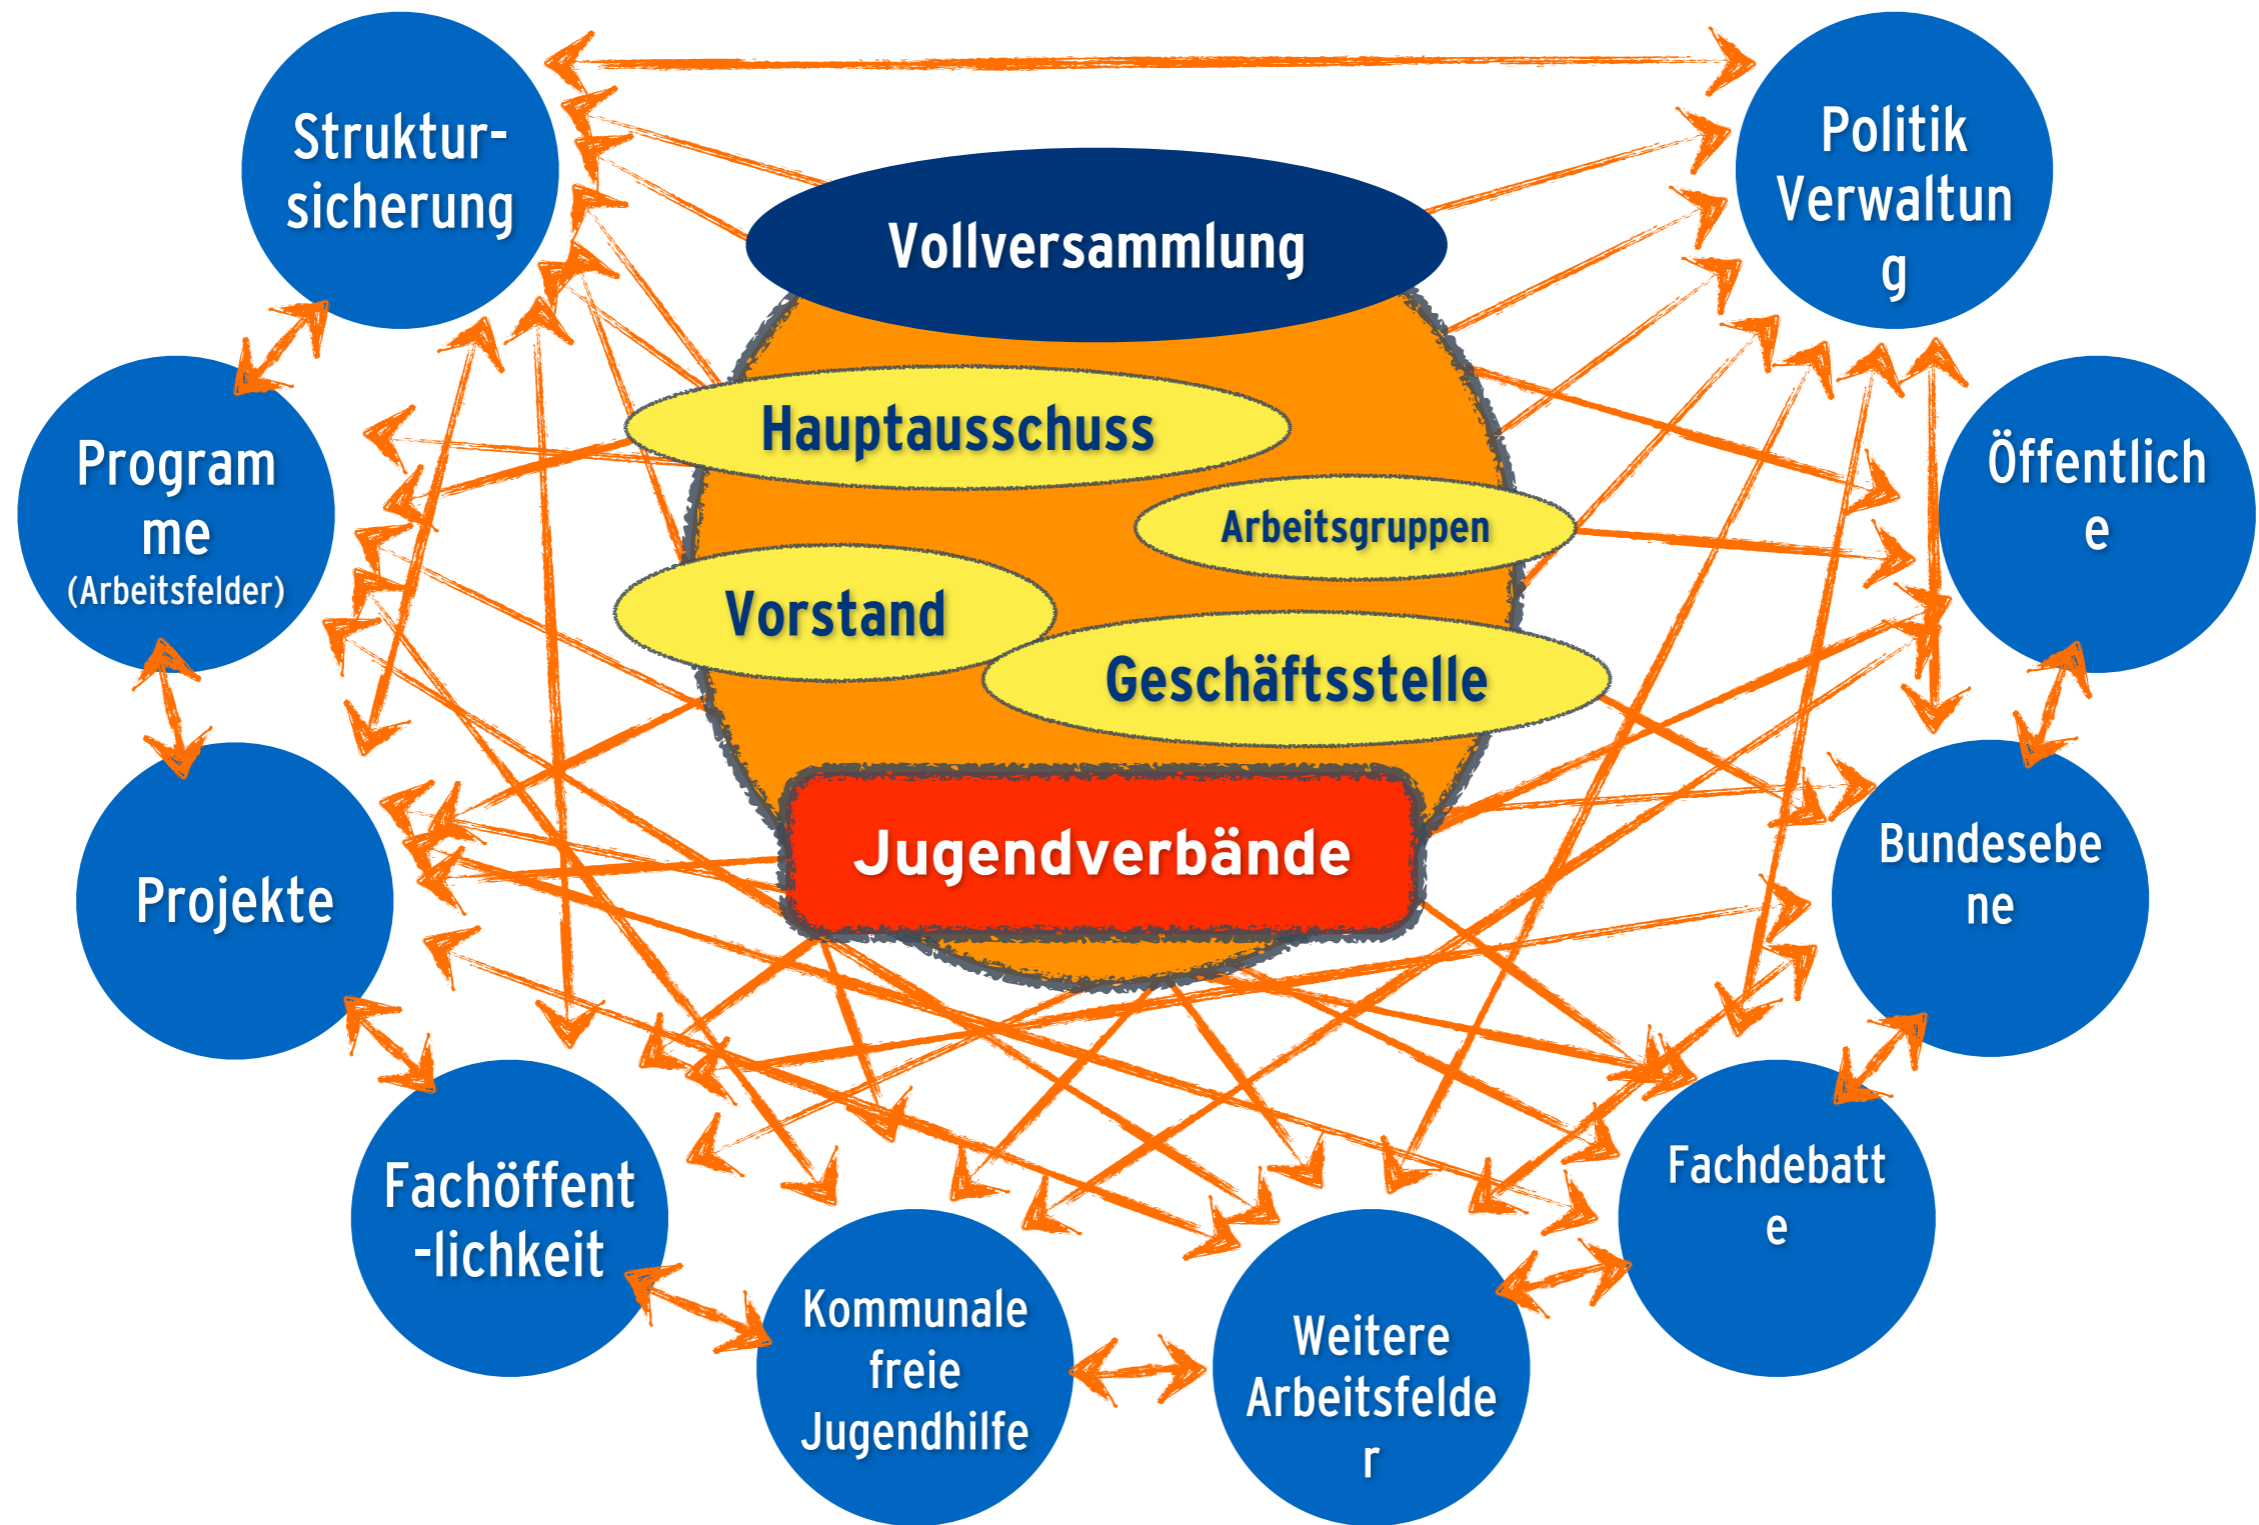 Struktur-
sicherung
Politik
Verwaltun
g
Vollversammlung
Hauptausschuss
Arbeitsgruppen
Vorstand
Geschäftsstelle
Jugendverbände
Program
me
(Arbeitsfelder)
Öffentlich
e
Projekte
Bundesebe
ne
Fachöffent
-lichkeit
Fachdebatt
e
Kommunale
freie
Jugendhilfe
Weitere
Arbeitsfelde
r